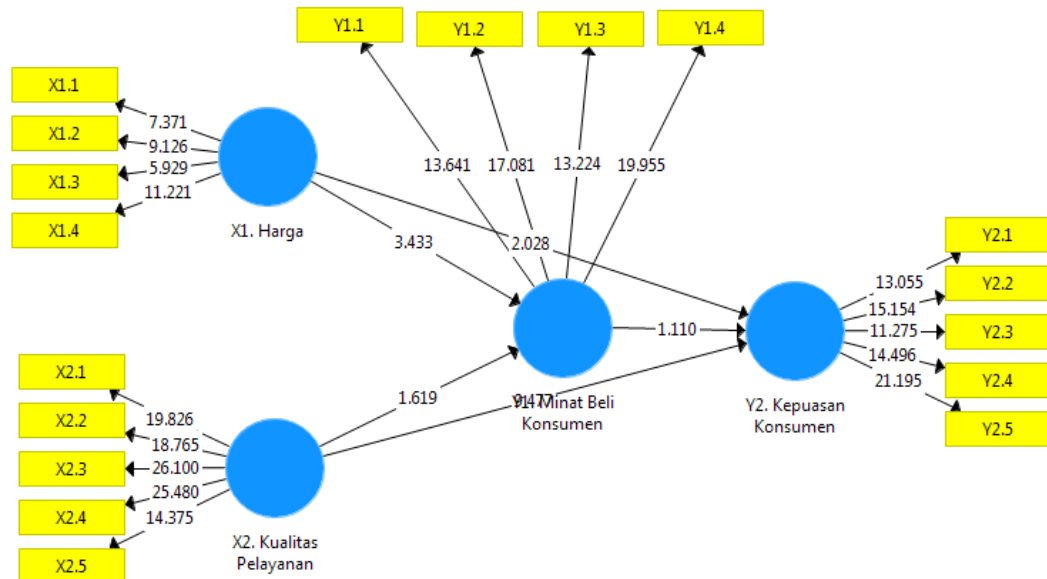 Y1.1
Y1.2
Y1.3
Y1.4
X1.1
X1.2
X1.3
X1.4
7.371
9.126
5.929
11.221
X1. Harga
13.641
17.081
13.224
19.955
3.433
2.028
1.110
1.619
Y1. Minat Beli
Konsumen
Y2. Kepuasan
Konsumen
13.055
15.154
11.275
14.496
21.195
Y2.1
Y2.2
Y2.3
Y2.4
Y2.5
X2.1
X2.2
X2.3
X2.4
X2.5
19.826
18.765
26.100
25.480
14.375
X2. Kualitas
Pelayanan